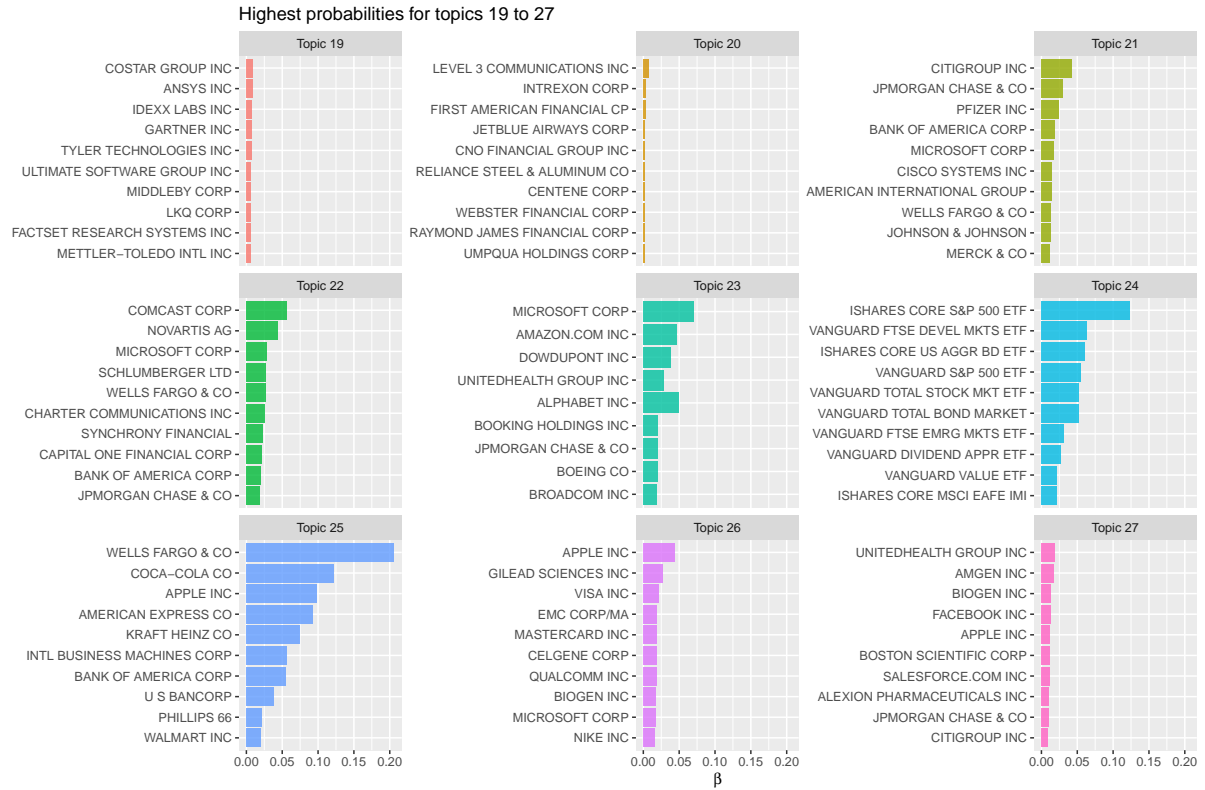 Highest probabilities for topics 19 to 27
Topic 19
COSTAR GROUP INC
ANSYS INC
IDEXX LABS INC
GARTNER INC
TYLER TECHNOLOGIES INC
ULTIMATE SOFTWARE GROUP INC
MIDDLEBY CORP
LKQ CORP
FACTSET RESEARCH SYSTEMS INC
METTLER−TOLEDO INTL INC
Topic 20
LEVEL 3 COMMUNICATIONS INC
INTREXON CORP
FIRST AMERICAN FINANCIAL CP
JETBLUE AIRWAYS CORP
CNO FINANCIAL GROUP INC
RELIANCE STEEL & ALUMINUM CO
CENTENE CORP
WEBSTER FINANCIAL CORP
RAYMOND JAMES FINANCIAL CORP
UMPQUA HOLDINGS CORP
Topic 21
CITIGROUP INC
JPMORGAN CHASE & CO
PFIZER INC
BANK OF AMERICA CORP
MICROSOFT CORP
CISCO SYSTEMS INC
AMERICAN INTERNATIONAL GROUP
WELLS FARGO & CO
JOHNSON & JOHNSON
MERCK & CO
Topic 22
COMCAST CORP
NOVARTIS AG
MICROSOFT CORP
SCHLUMBERGER LTD
WELLS FARGO & CO
CHARTER COMMUNICATIONS INC
SYNCHRONY FINANCIAL
CAPITAL ONE FINANCIAL CORP
BANK OF AMERICA CORP
JPMORGAN CHASE & CO
Topic 23
MICROSOFT CORP
AMAZON.COM INC
DOWDUPONT INC
UNITEDHEALTH GROUP INC
ALPHABET INC
BOOKING HOLDINGS INC
JPMORGAN CHASE & CO
BOEING CO
BROADCOM INC
Topic 24
ISHARES CORE S&P 500 ETF
VANGUARD FTSE DEVEL MKTS ETF
ISHARES CORE US AGGR BD ETF
VANGUARD S&P 500 ETF
VANGUARD TOTAL STOCK MKT ETF
VANGUARD TOTAL BOND MARKET
VANGUARD FTSE EMRG MKTS ETF
VANGUARD DIVIDEND APPR ETF
VANGUARD VALUE ETF
ISHARES CORE MSCI EAFE IMI
Topic 25
WELLS FARGO & CO
COCA−COLA CO
APPLE INC
AMERICAN EXPRESS CO
KRAFT HEINZ CO
INTL BUSINESS MACHINES CORP
BANK OF AMERICA CORP
U S BANCORP
PHILLIPS 66
WALMART INC
0.00 0.05 0.10 0.15 0.20
Topic 26
APPLE INC
GILEAD SCIENCES INC
VISA INC
EMC CORP/MA
MASTERCARD INC
CELGENE CORP
QUALCOMM INC
BIOGEN INC
MICROSOFT CORP
NIKE INC
0.00 0.05 0.10 0.15 0.20
Topic 27
UNITEDHEALTH GROUP INC
AMGEN INC
BIOGEN INC
FACEBOOK INC
APPLE INC
BOSTON SCIENTIFIC CORP
SALESFORCE.COM INC
ALEXION PHARMACEUTICALS INC
JPMORGAN CHASE & CO
CITIGROUP INC
0.00 0.05 0.10 0.15 0.20
β